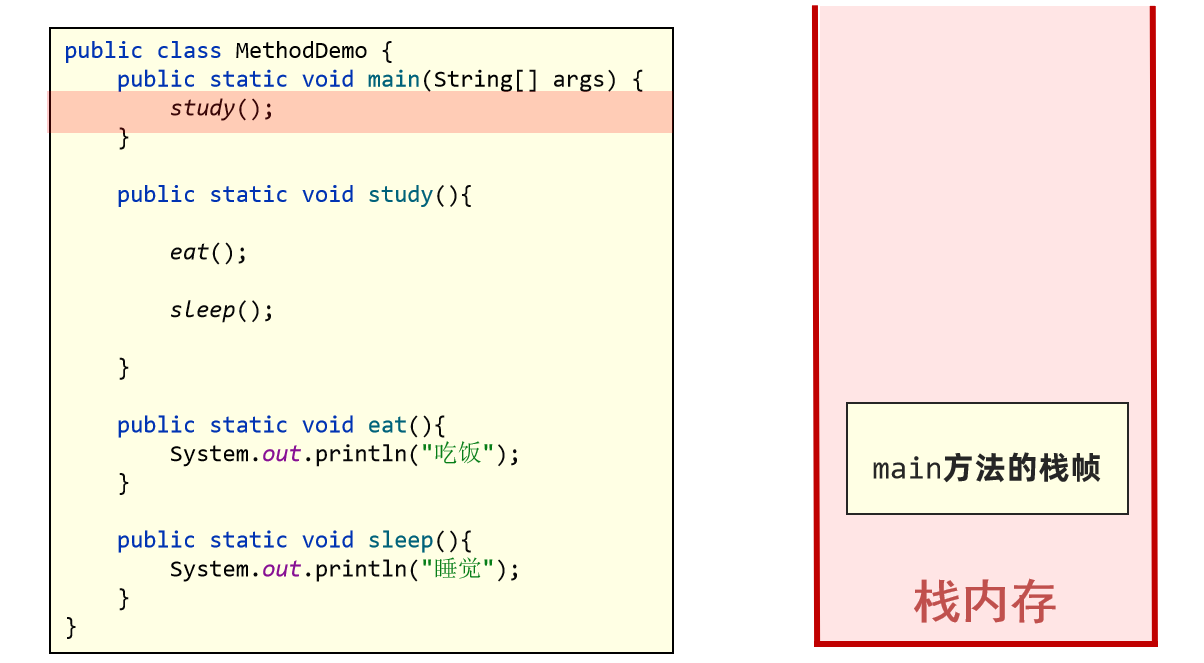 public class MethodDemo {
    public static void main(String[] args) {
        study();
    }
    public static void study(){
        eat();
        sleep();
    }
    public static void eat(){
        System.out.println("吃饭");
    }
    public static void sleep(){
        System.out.println("睡觉");
    }
}
main方法的栈帧
栈内存